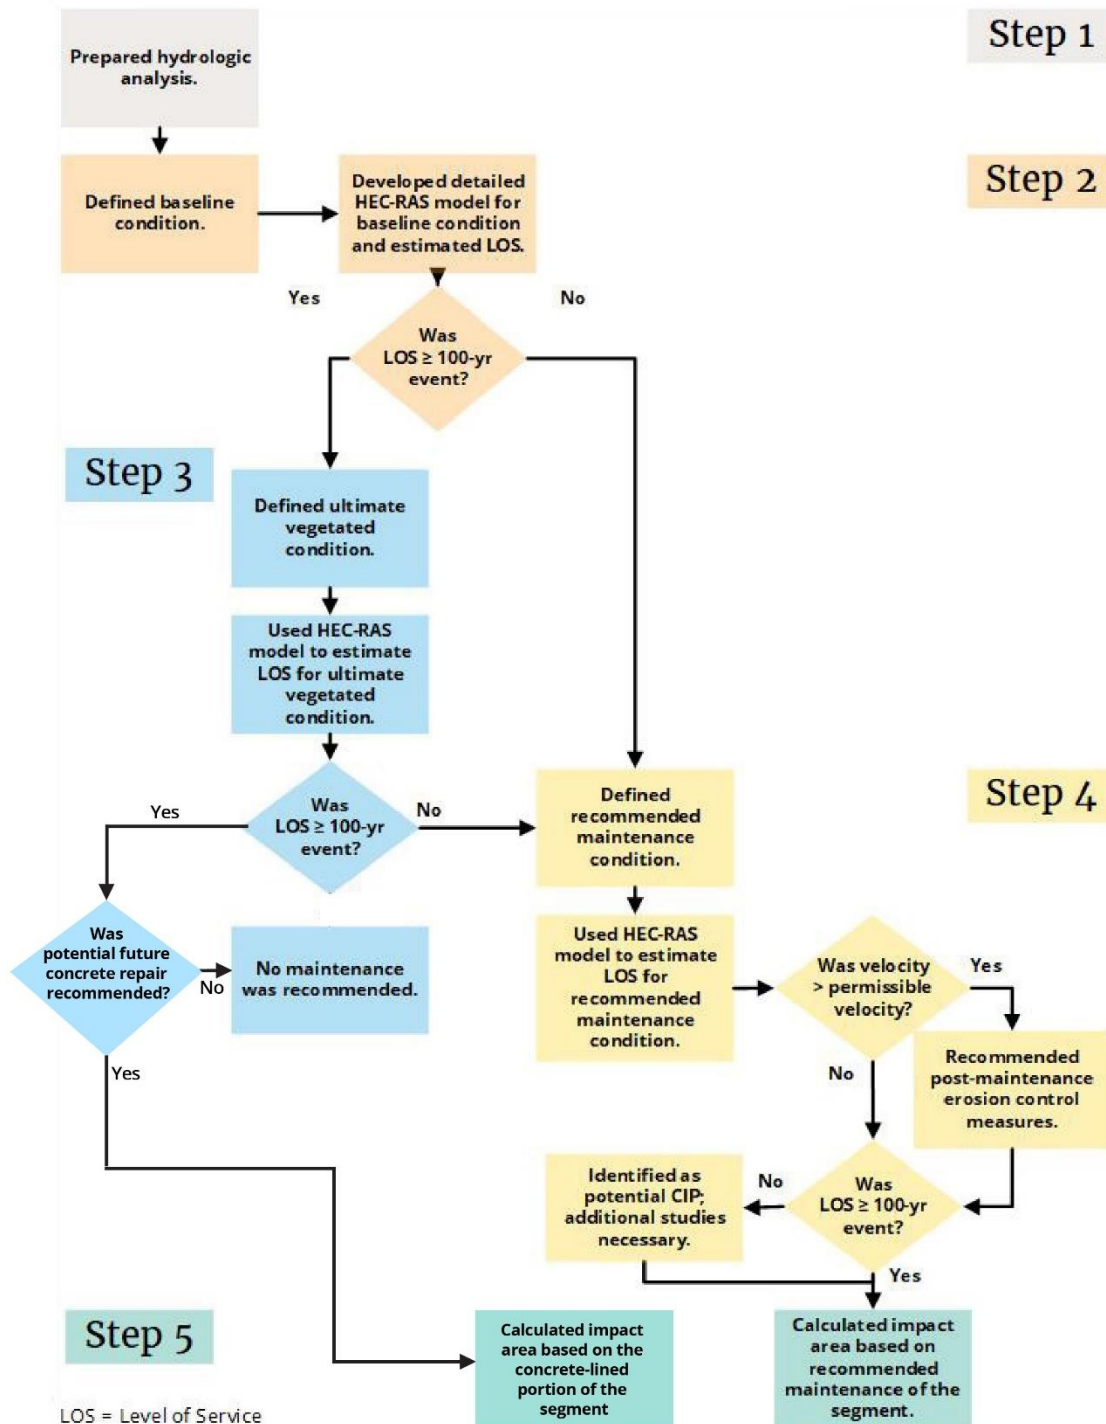 Step 1
Prepared hydrologic
analysis.
Step 2
Defined baseline
condition.
Developed detailed
HEC-RAS model for
baseline condition
and estimated LOS.
Yes
No
Was
LOS ≥ 100-yr
event?
Step 3
Defined ultimate
vegetated
condition.
Used HEC-RAS
model to estimate
LOS for ultimate
vegetated
condition.
Yes
Was
LOS ≥ 100-yr
event?
No
Step 4
Defined
recommended
maintenance
condition.
Was
potential future
concrete repair
recommended?
No
No maintenance
was recommended.
Yes
Used HEC-RAS
model to estimate
LOS for
recommended
maintenance
condition.
Was velocity
> permissible
velocity?
Yes
No
Recommended
post-maintenance
erosion control
measures.
Identified as
potential CIP;
additional studies
necessary.
No
Was
LOS ≥ 100-yr
event?
Yes
Step 5
Calculated impact
area based on the
concrete-lined
portion of the
segment
Calculated impact
area based on
recommended
maintenance of the
segment.
LOS = Level of Service